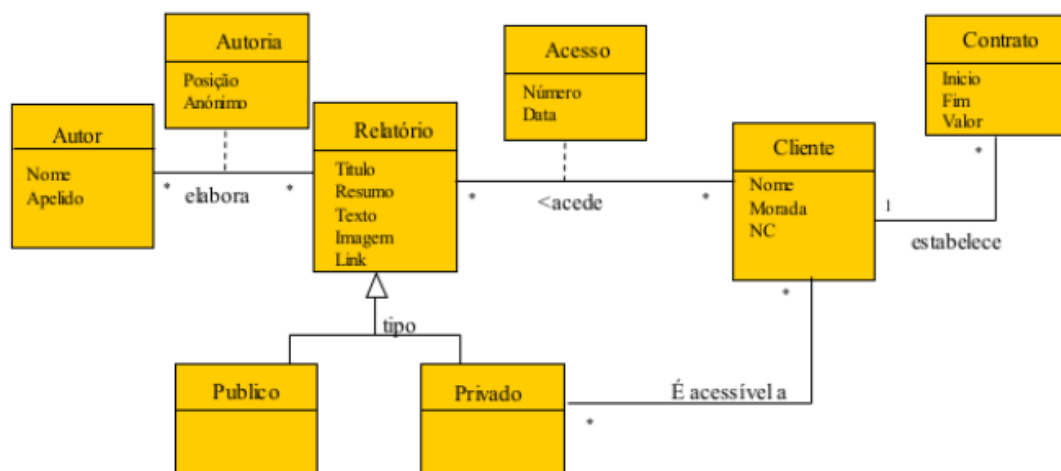 Autoria
Posição
Anónimo
Acesso
Número
Data
Contrato
Inicio
Fim
Valor
*
Autor
Nome
Apelido
*
elabora
*
Relatório
Titulo
Resumo
Texto
Imagem
Link
*
<acede
*
Cliente
Nome
Morada
NC
1
estabelece
*
tipo
Publico
Privado
É acessível a
*